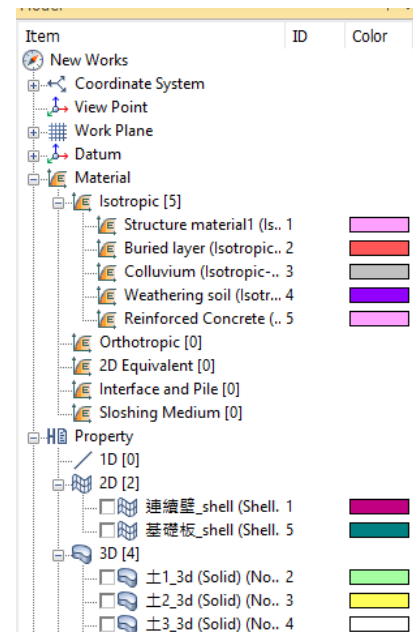 Item ID Color
New Works
Coordinate System
View Point
Work Plane
Datum
Material
Isotropic [5]
Structure material1 (Is.. 1
Buried layer (Isotropic.. 2
Colluvium (Isotropic-.. 3
Weathering soil (Isotr... 4
Reinforced Concrete (.. 5
Orthotropic [0]
2D Equivalent [0]
Interface and Pile [0]
Sloshing Medium [0]
Property
1D [0]
2D [2]
連續壁_shell (Shell. 1
基礎板_shell (Shell. 5
3D [4]
土1_3d (Solid) (No.. 2
土2_3d (Solid) (No.. 3
土3_3d (Solid) (No.. 4